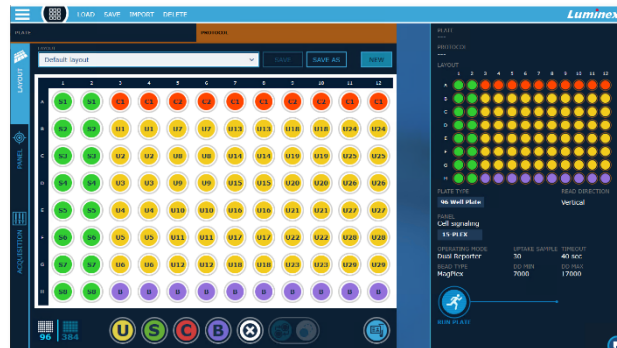 LOAD SAVE IMPORT DELETE
Luminex
PLATE
PROTOCOL
LAYOUT
Default layout
SAVE
SAVE AS
NEW
1 2 3 4 5 6 7 8 9 10 11 12
A S1 S1 C1 C1 C2 C2 C1 C1 C2 C2 C1 C1
B S2 S2 U1 U1 U7 U7 U13 U13 U18 U18 U24 U24
C S3 S3 U2 U2 U8 U8 U14 U14 U19 U19 U25 U25
D S4 S4 U3 U3 U9 U9 U15 U15 U20 U20 U26 U26
E S5 S5 U4 U4 U10 U10 U16 U16 U21 U21 U27 U27
F S6 S6 U5 U5 U11 U11 U17 U17 U22 U22 U28 U28
G S7 S7 U6 U6 U12 U12 U18 U18 U23 U23 U29 U29
H S0 S0 B B B B B B B B B B
96 384
U S C B
LAYOUT
PANEL
ACQUISITION
PLATE
---
PROTOCOL
---
LAYOUT
1 2 3 4 5 6 7 8 9 10 11 12
A
B
C
D
E
F
G
H
PLATE TYPE
READ DIRECTION
96 Well Plate
Vertical
PANEL
Cell signaling
15-PLEX
OPERATING MODE
UPTAKE SAMPLE
TIMEOUT
Dual Reporter
30
40 sec
BEAD TYPE
DD MIN
DD MAX
MagPlex
7000
17000
RUN PLATE